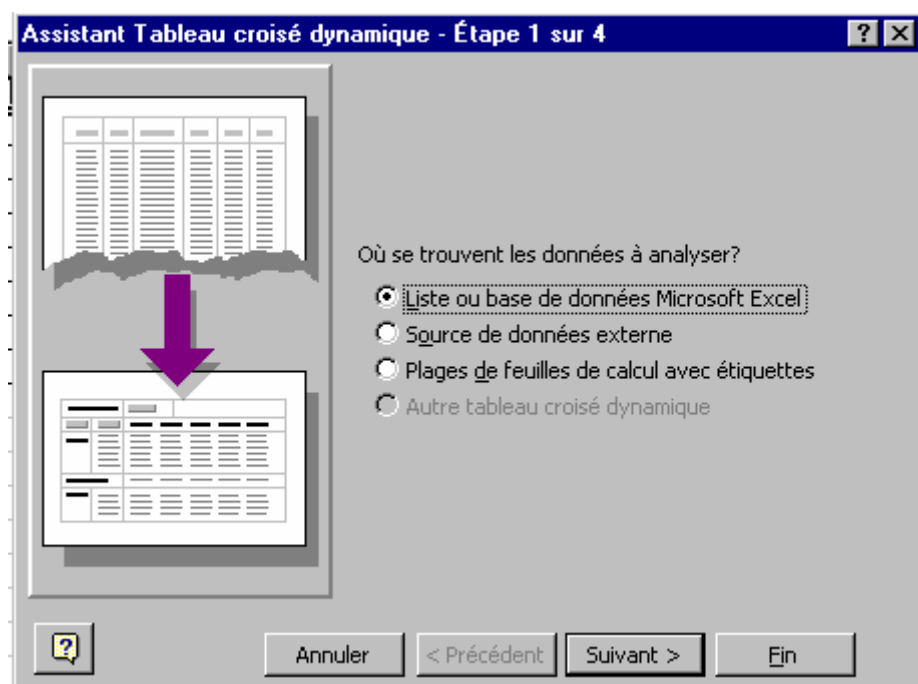 Assistant Tableau croisé dynamique - Étape 1 sur 4
Où se trouvent les données à analyser?
Liste ou base de données Microsoft Excel
Source de données externe
Plages de feuilles de calcul avec étiquettes
Autre tableau croisé dynamique
Annuler
< Précédent
Suivant >
Fin